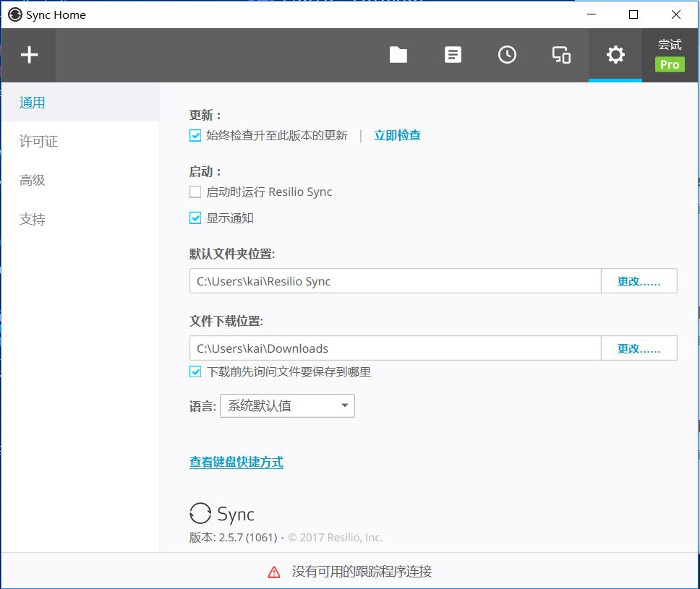 Sync Home
尝试
Pro
通用
许可证
高级
支持
更新：
始终检查升至此版本的更新 | 立即检查
启动：
启动时运行 Resilio Sync
显示通知
默认文件夹位置:
C:\Users\kai\Resilio Sync 更改......
文件下载位置:
C:\Users\kai\Downloads 更改......
下载前先询问文件要保存到哪里
语言: 系统默认值
查看键盘快捷方式
Sync
版本: 2.5.7 (1061) • © 2017 Resilio, Inc.
没有可用的跟踪程序连接